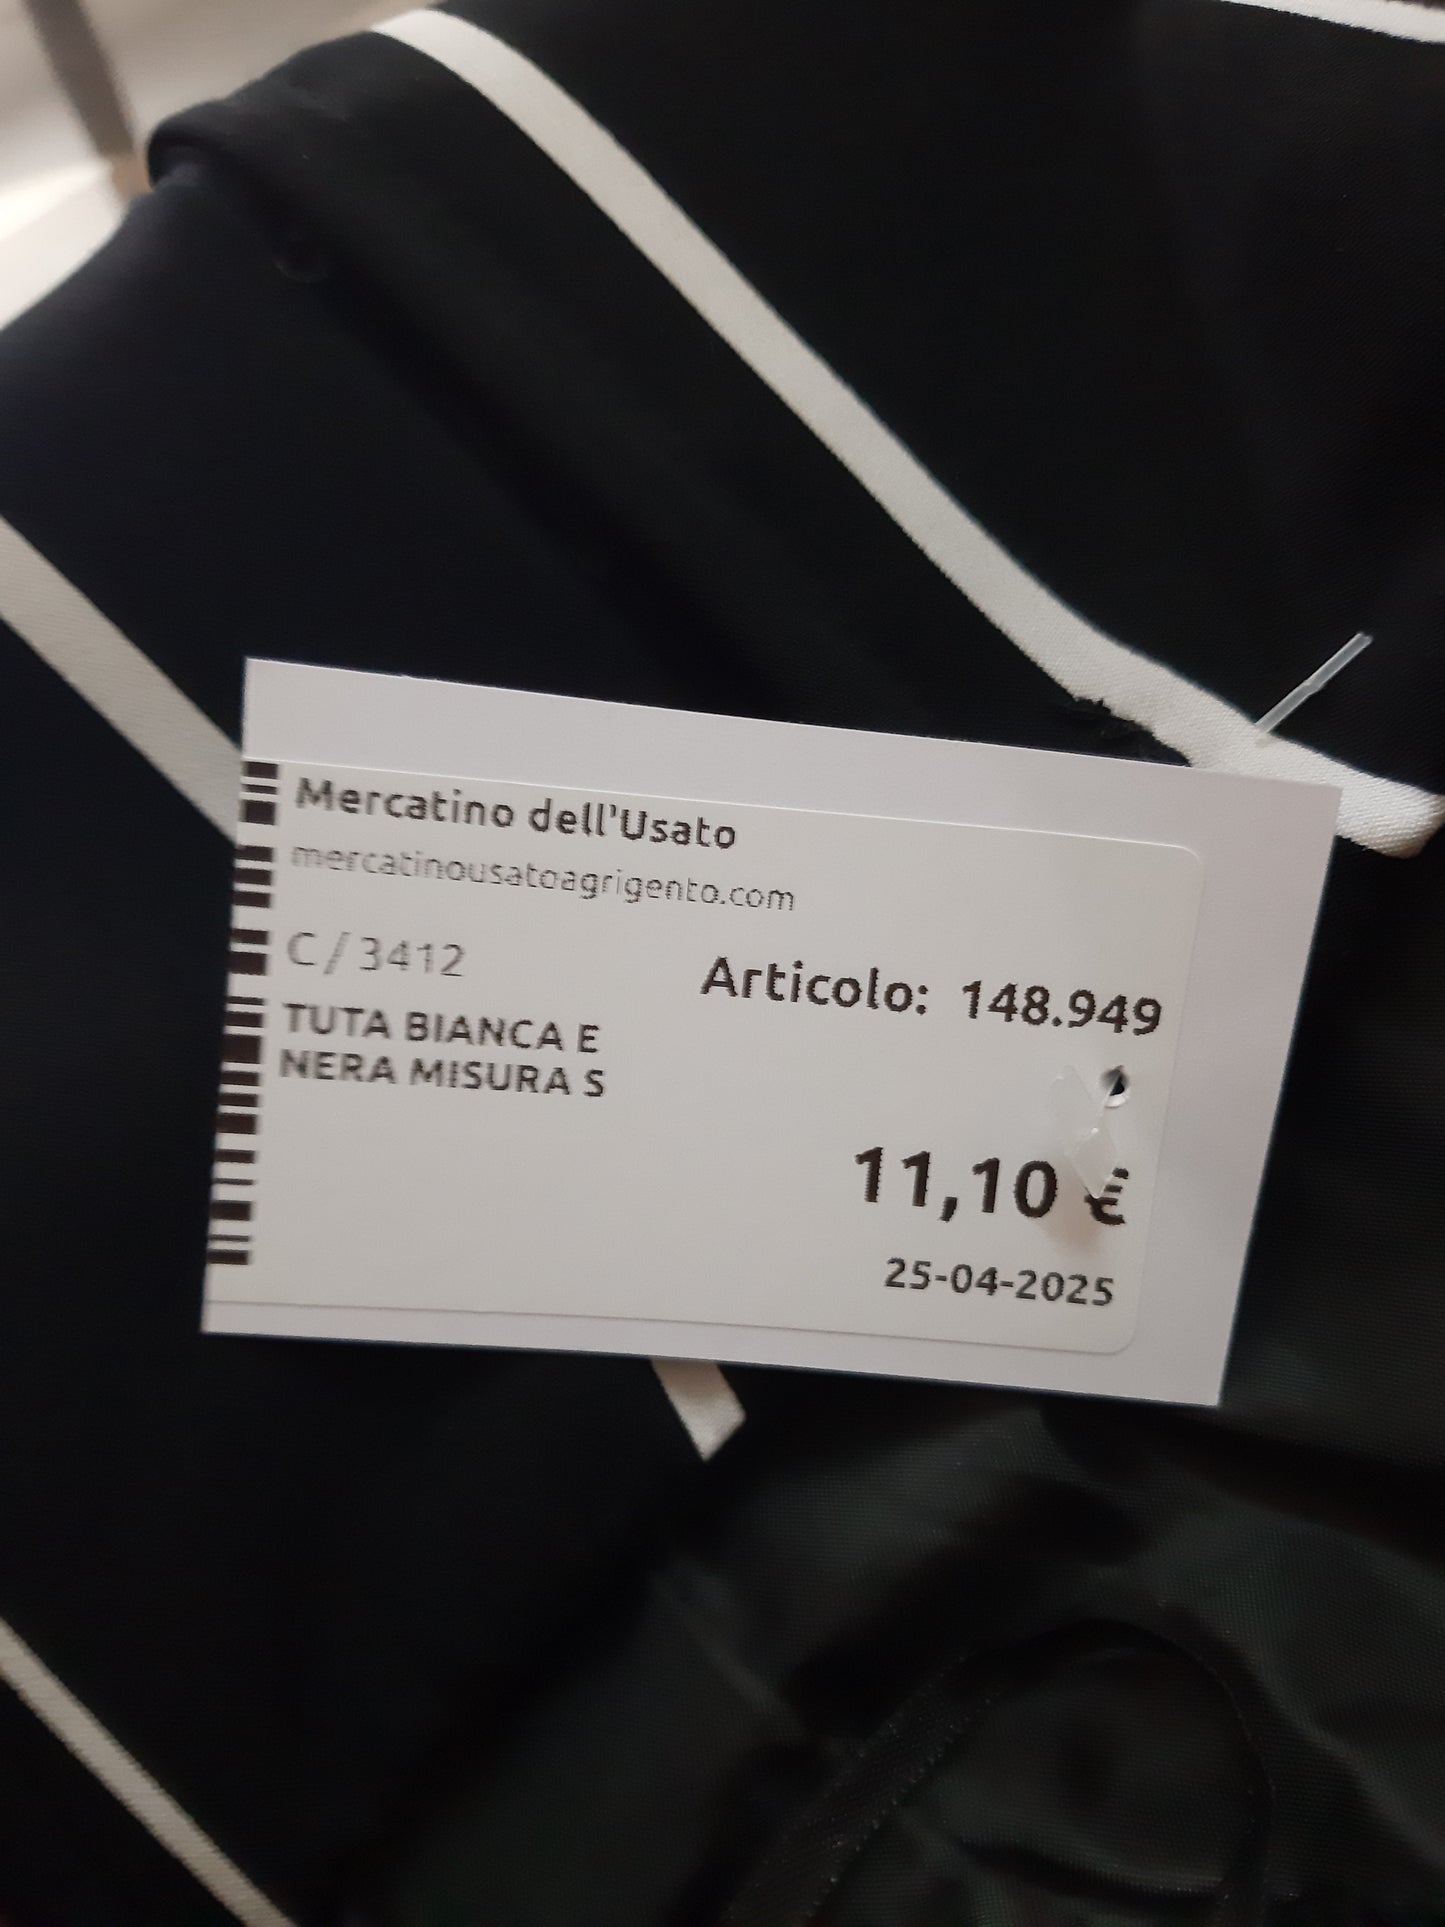 Mercatino dell'Usato
mercatinousatoagrigento.com
C/3412
Articolo: 148.949
TUTA BIANCA E
NERA MISURA S
11,10 €
25-04-2025